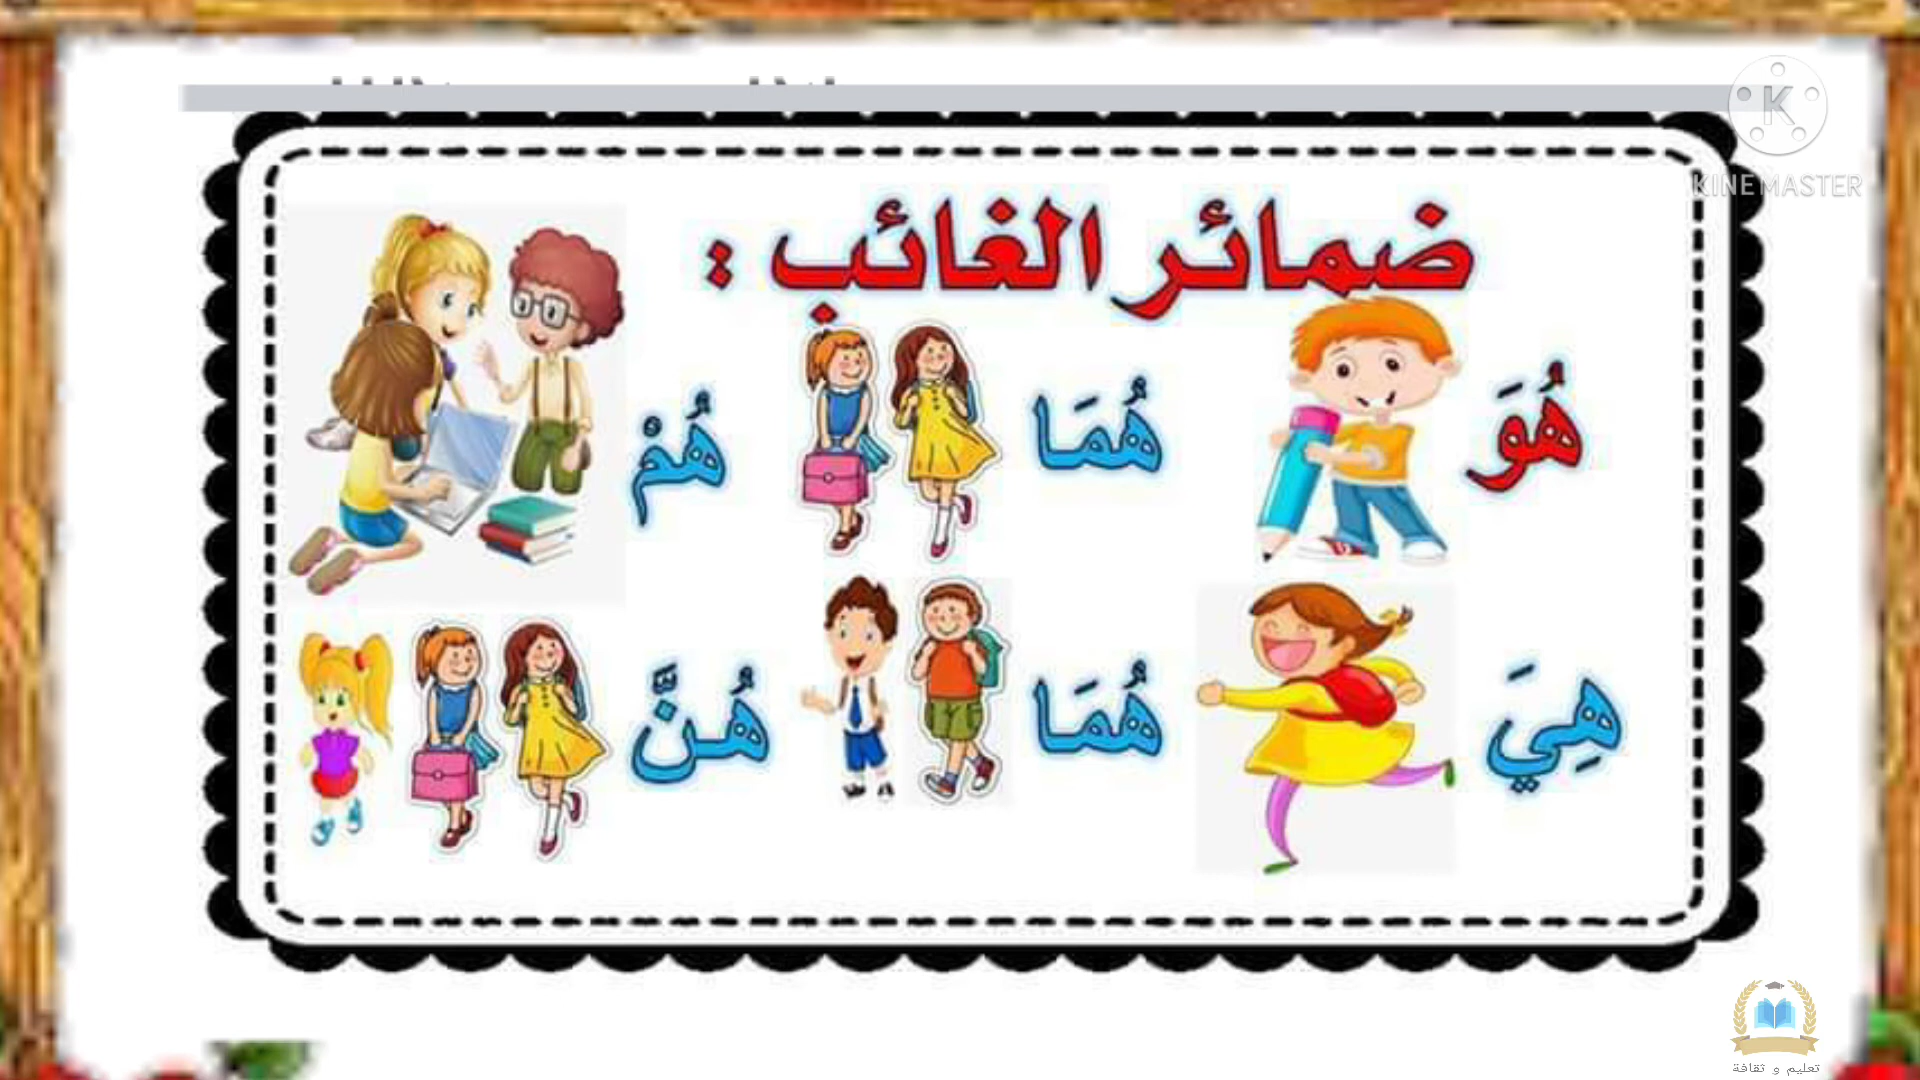 ضمائر الغائب :
هُوَ هُمَا هُمْ
هِيَ هُمَا هُنَّ
KINEMASTER
تعليم و ثقافة